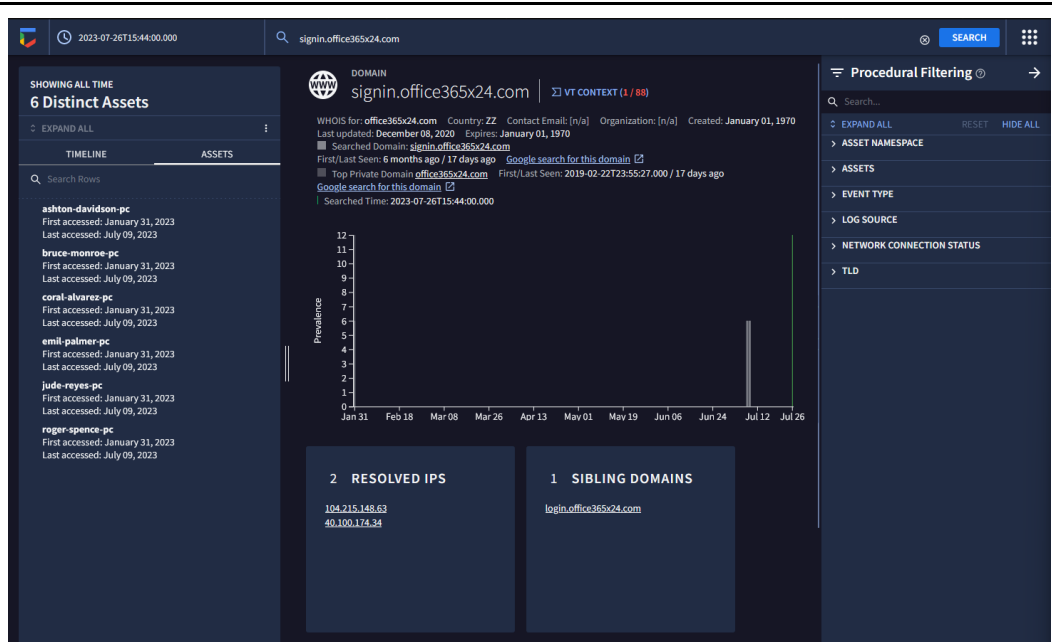 2023-07-26T15:44:00.000
signin.office365x24.com
SEARCH
SHOWING ALL TIME
6 Distinct Assets
EXPAND ALL
TIMELINE ASSETS
Search Rows
ashton-davidson-pc
First accessed: January 31, 2023
Last accessed: July 09, 2023
bruce-monroe-pc
First accessed: January 31, 2023
Last accessed: July 09, 2023
coral-alvarez-pc
First accessed: January 31, 2023
Last accessed: July 09, 2023
emil-palmer-pc
First accessed: January 31, 2023
Last accessed: July 09, 2023
jude-reyes-pc
First accessed: January 31, 2023
Last accessed: July 09, 2023
roger-spence-pc
First accessed: January 31, 2023
Last accessed: July 09, 2023
WWW
DOMAIN
signin.office365x24.com
VT CONTEXT (1 / 88)
WHOIS for: office365x24.com Country: ZZ Contact Email: [n/a] Organization: [n/a] Created: January 01, 1970
Last updated: December 08, 2020 Expires: January 01, 1970
Searched Domain: signin.office365x24.com
First/Last Seen: 6 months ago / 17 days ago Google search for this domain
Top Private Domain office365x24.com First/Last Seen: 2019-02-22T23:55:27.000 / 17 days ago
Google search for this domain
Searched Time: 2023-07-26T15:44:00.000
Prevalence
12
11
10
9
8
7
6
5
4
3
2
1
0
Jan 31 Feb 18 Mar 08 Mar 26 Apr 13 May 01 May 19 Jun 06 Jun 24 Jul 12 Jul 26
2 RESOLVED IPS
104.215.148.63
40.100.174.34
1 SIBLING DOMAINS
login.office365x24.com
Procedural Filtering
Search...
EXPAND ALL RESET HIDE ALL
ASSET NAMESPACE
ASSETS
EVENT TYPE
LOG SOURCE
NETWORK CONNECTION STATUS
TLD